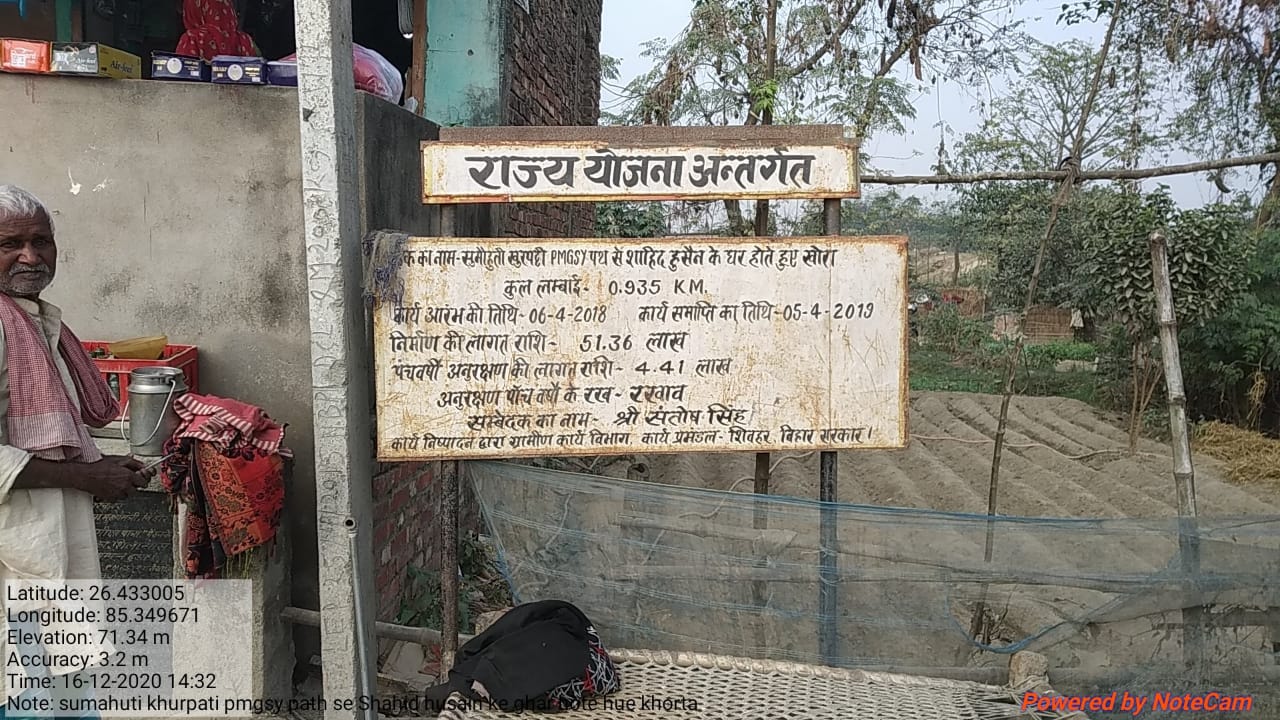 राज्य योजना अन्तर्गत
क का नाम-सुमौहुती खुरपट्टी PMGSY पथ से शाहिद हुसैन के घर होते हुए खोरा
कुल लम्बाई- 0.935 KM.
कार्य आरंभ की तिथि-06-4-2018 कार्य समाप्ति का तिथि-05-4-2019
निर्माण की लागत राशि- 51.36 लाख
पंचवर्षी अनुरक्षण की लागत राशि- 4.41 लाख
अनुरक्षण पाँच वर्षो के रख- रखाव
सम्बेदक का नाम- श्री संतोष सिंह
कार्य निष्पादन द्वारा ग्रामीण कार्य विभाग, कार्य प्रमंडल- शिवहर, बिहार सरकार।
Latitude: 26.433005
Longitude: 85.349671
Elevation: 71.34 m
Accuracy: 3.2 m
Time: 16-12-2020 14:32
Note: sumahuti khurpati pmgsy path se Shahid husain ke ghar hote hue khorta
Powered by NoteCam